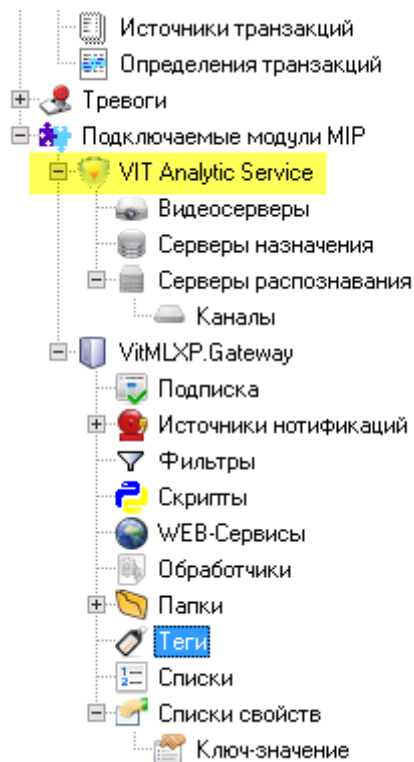 Источники транзакций
Определения транзакций
Тревоги
Подключаемые модули MIP
VIT Analytic Service
Видеосерверы
Серверы назначения
Серверы распознавания
Каналы
VitMLXP.Gateway
Подписка
Источники нотификаций
Фильтры
Скрипты
WEB-Сервисы
Обработчики
Папки
Теги
Списки
Списки свойств
Ключ-значение